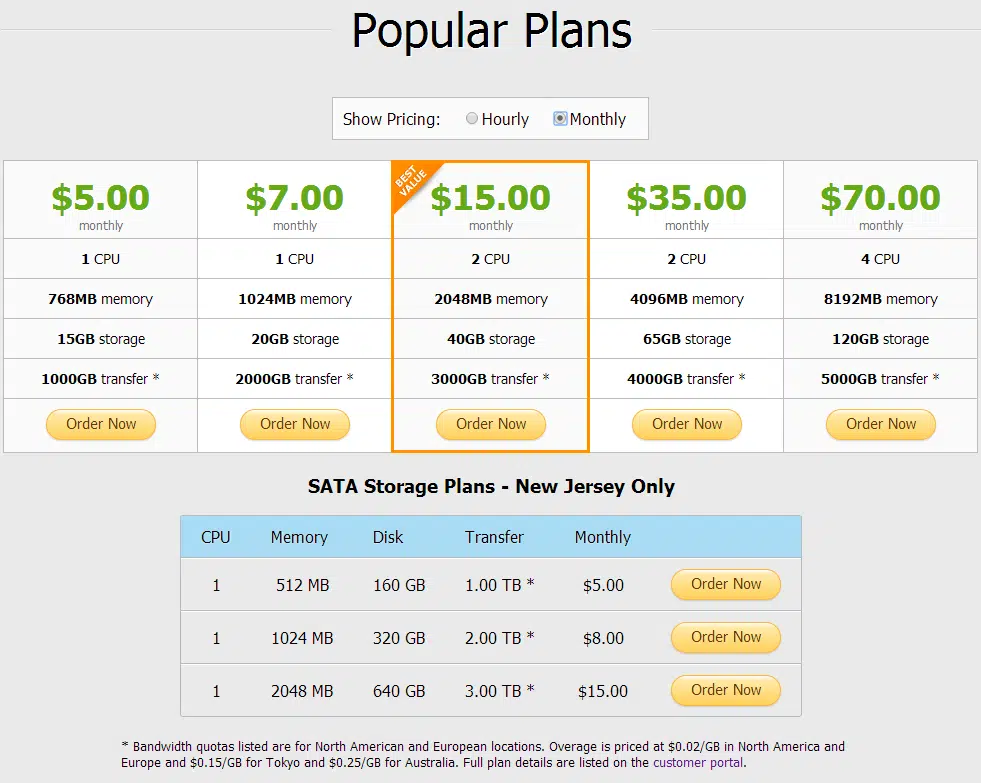 Popular Plans
Show Pricing: Hourly Monthly
BEST VALUE
$5.00 $7.00 $15.00 $35.00 $70.00
monthly monthly monthly monthly monthly
1 CPU 1 CPU 2 CPU 2 CPU 4 CPU
768MB memory 1024MB memory 2048MB memory 4096MB memory 8192MB memory
15GB storage 20GB storage 40GB storage 65GB storage 120GB storage
1000GB transfer * 2000GB transfer * 3000GB transfer * 4000GB transfer * 5000GB transfer *
Order Now Order Now Order Now Order Now Order Now
SATA Storage Plans - New Jersey Only
CPU Memory Disk Transfer Monthly
1 512 MB 160 GB 1.00 TB * $5.00 Order Now
1 1024 MB 320 GB 2.00 TB * $8.00 Order Now
1 2048 MB 640 GB 3.00 TB * $15.00 Order Now
* Bandwidth quotas listed are for North American and European locations. Overage is priced at $0.02/GB in North America and
Europe and $0.15/GB for Tokyo and $0.25/GB for Australia. Full plan details are listed on the customer portal.